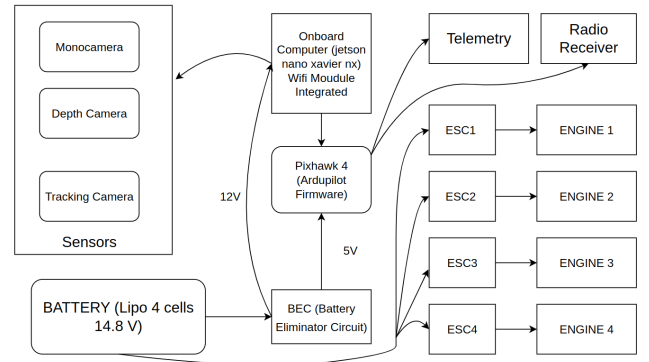 Monocamera
Depth Camera
Tracking Camera
Sensors
Onboard
Computer (jetson
nano xavier nx)
Wifi Moudule
Integrated
Telemetry
Radio
Receiver
Pixhawk 4
(Ardupilot
Firmware)
12V
5V
ESC1
ENGINE 1
ESC2
ENGINE 2
ESC3
ENGINE 3
ESC4
ENGINE 4
BATTERY (Lipo 4 cells
14.8 V)
BEC (Battery
Eliminator Circuit)